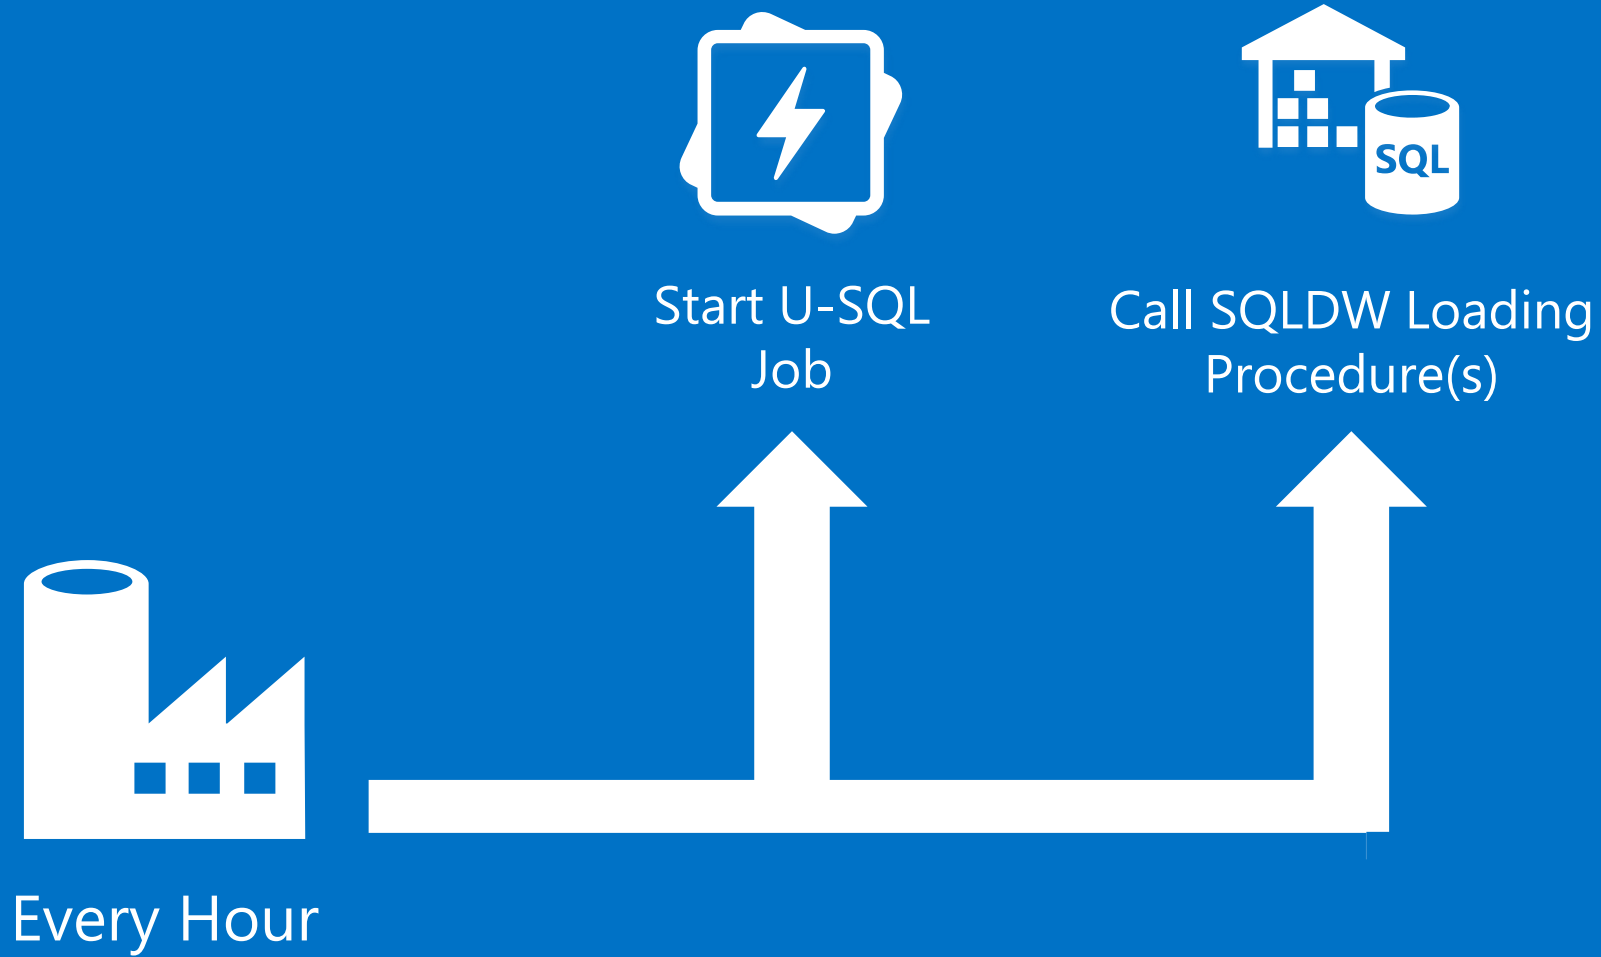 SQL
Start U-SQL
Job
Call SQLDW Loading
Procedure(s)
Every Hour